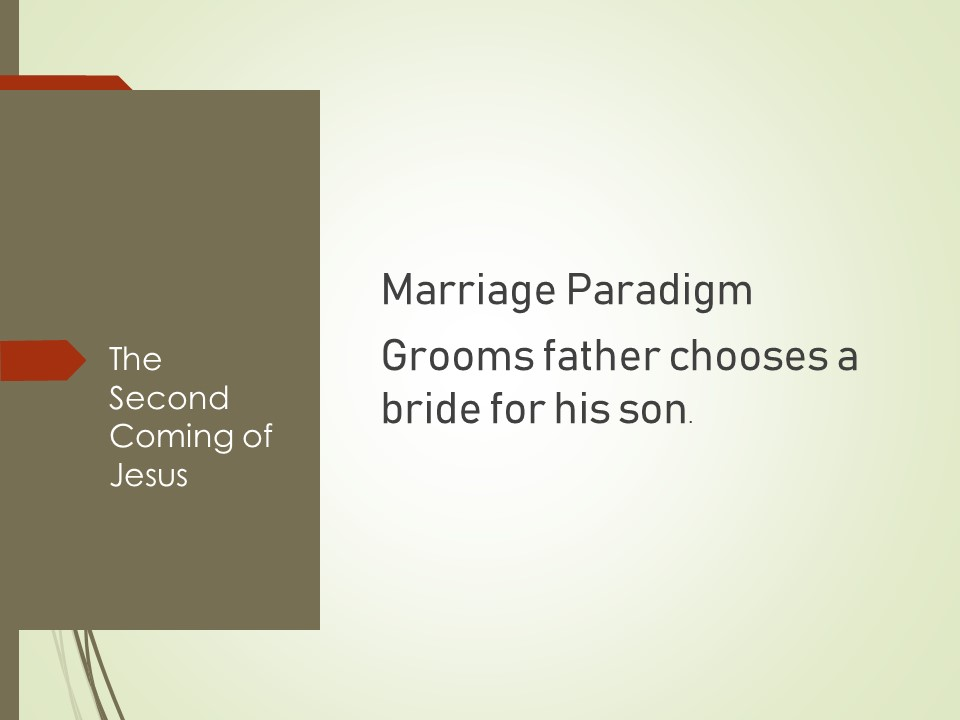 The
Second
Coming of
Jesus
Marriage Paradigm
Grooms father chooses a
bride for his son.